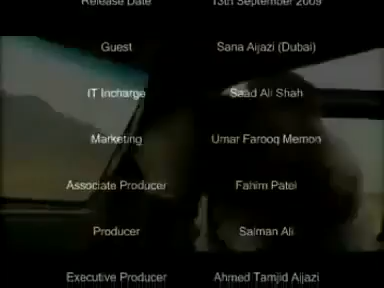 Release Date 13th September 2009
Guest Sana Aijazi (Dubai)
IT Incharge Saad Ali Shah
Marketing Umar Farooq Memon
Associate Producer Fahim Patel
Producer Salman Ali
Executive Producer Ahmed Tamjid Aijazi